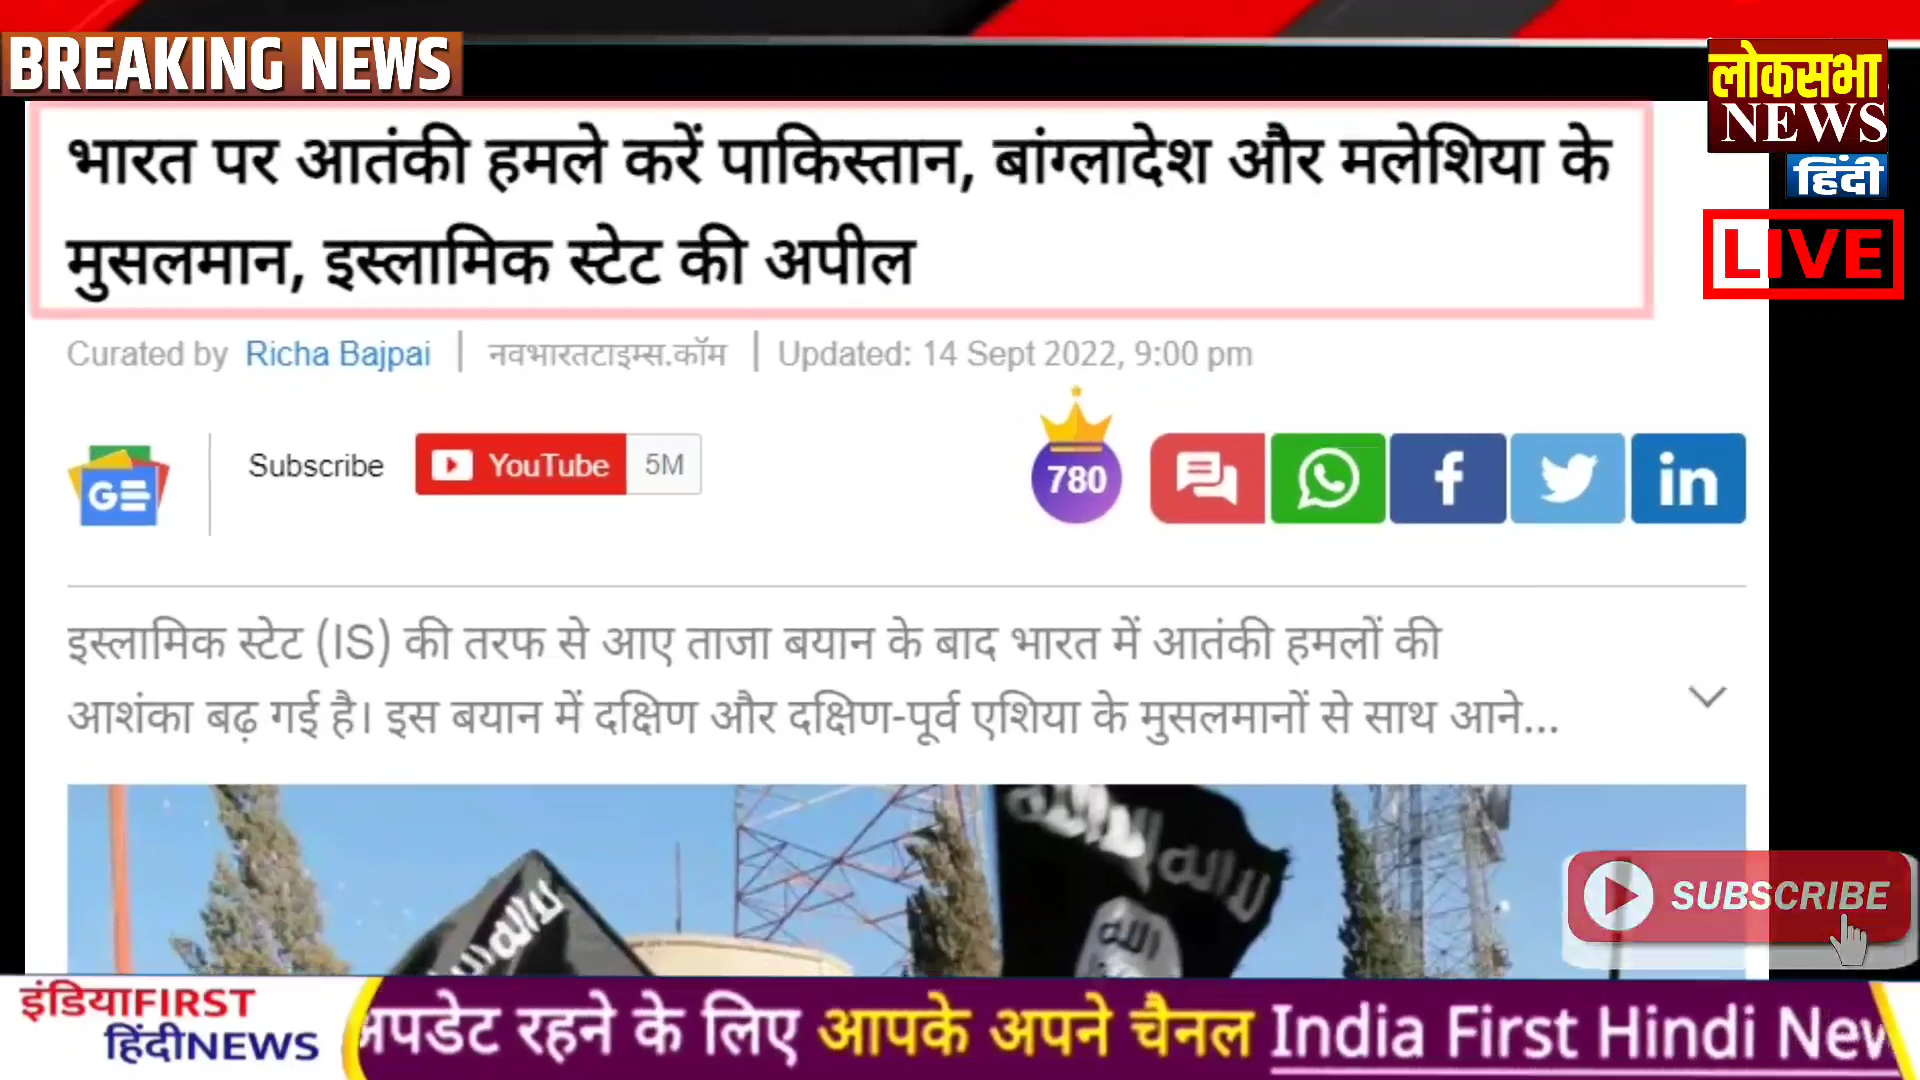 BREAKING NEWS
लोकसभा
NEWS
हिंदी
LIVE
भारत पर आतंकी हमले करें पाकिस्तान, बांग्लादेश और मलेशिया के
मुसलमान, इस्लामिक स्टेट की अपील
Curated by Richa Bajpai | नवभारतटाइम्स.कॉम | Updated: 14 Sept 2022, 9:00 pm
Subscribe YouTube 5M
780
इस्लामिक स्टेट (IS) की तरफ से आए ताजा बयान के बाद भारत में आतंकी हमलों की
आशंका बढ़ गई है। इस बयान में दक्षिण और दक्षिण-पूर्व एशिया के मुसलमानों से साथ आने...
SUBSCRIBE
इंडियाFIRST
हिंदीNEWS
अपडेट रहने के लिए आपके अपने चैनल India First Hindi New